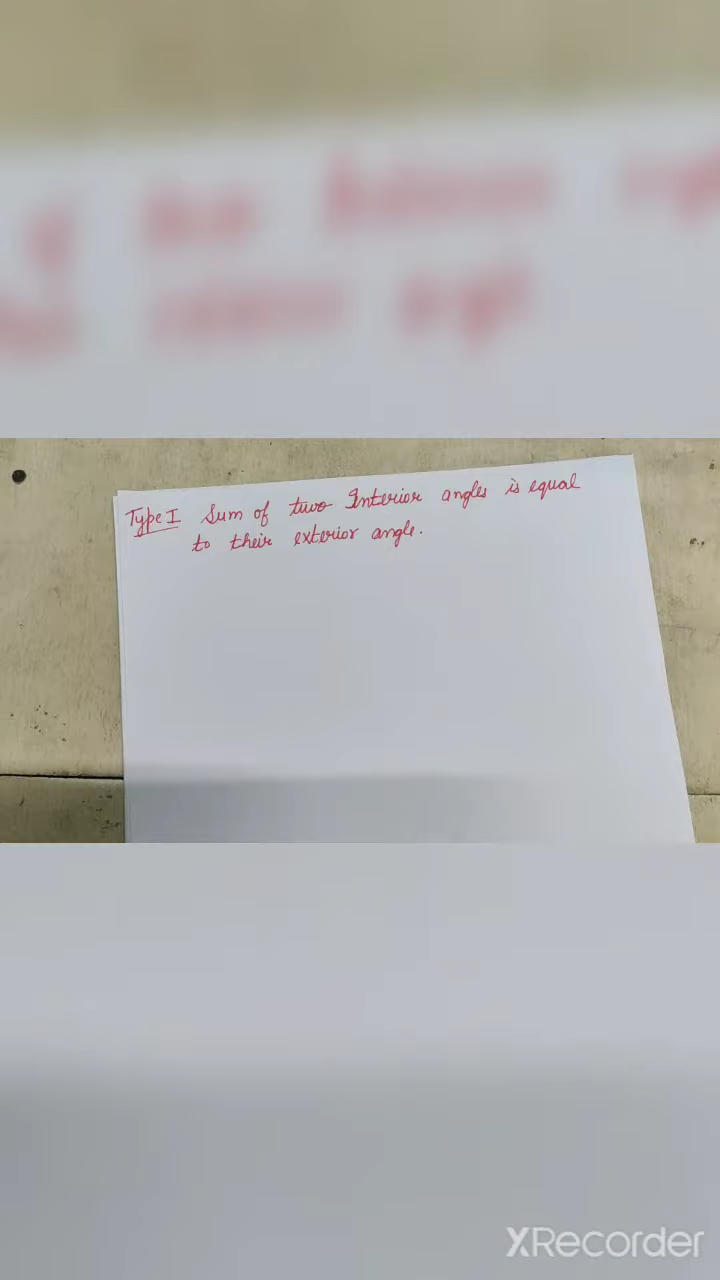 Type I Sum of two Interior angles is equal
to their exterior angle.
XRecorder